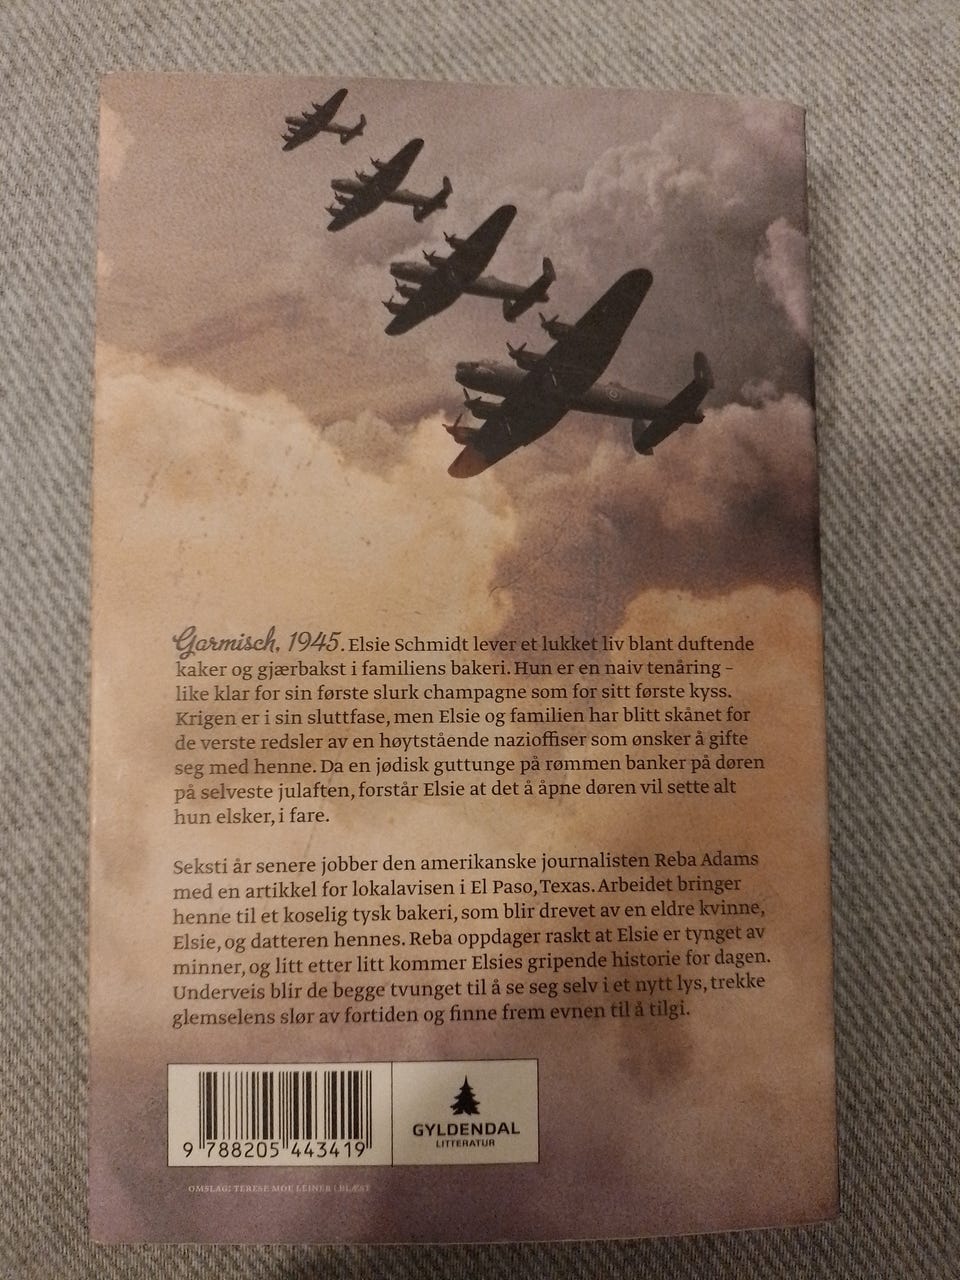 Garmisch, 1945. Elsie Schmidt lever et lukket liv blant duftende
kaker og gjærbakst i familiens bakeri. Hun er en naiv tenåring –
like klar for sin første slurk champagne som for sitt første kyss.
Krigen er i sin sluttfase, men Elsie og familien har blitt skånet for
de verste redsler av en høytstående nazioffiser som ønsker å gifte
seg med henne. Da en jødisk guttunge på rømmen banker på døren
på selveste julaften, forstår Elsie at det å åpne døren vil sette alt
hun elsker, i fare.
Seksti år senere jobber den amerikanske journalisten Reba Adams
med en artikkel for lokalavisen i El Paso, Texas. Arbeidet bringer
henne til et koselig tysk bakeri, som blir drevet av en eldre kvinne,
Elsie, og datteren hennes. Reba oppdager raskt at Elsie er tynget av
minner, og litt etter litt kommer Elsies gripende historie for dagen.
Underveis blir de begge tvunget til å se seg selv i et nytt lys, trekke
glemselens slør av fortiden og finne frem evnen til å tilgi.
9 788205 443419
GYLDENDAL
LITTERATUR
OMSLAG: TERESE MOE LEINER | BLÆST